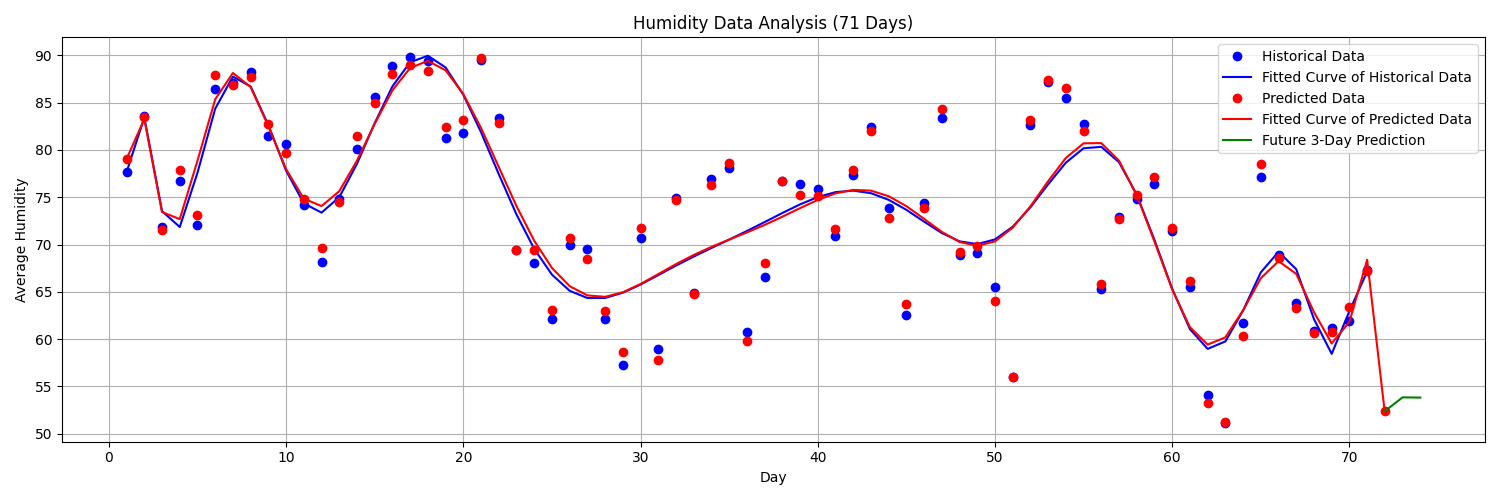 Humidity Data Analysis (71 Days)
Historical Data
Fitted Curve of Historical Data
Predicted Data
Fitted Curve of Predicted Data
Future 3-Day Prediction
Average Humidity
90
85
80
75
70
65
60
55
50
0 10 20 30 40 50 60 70
Day